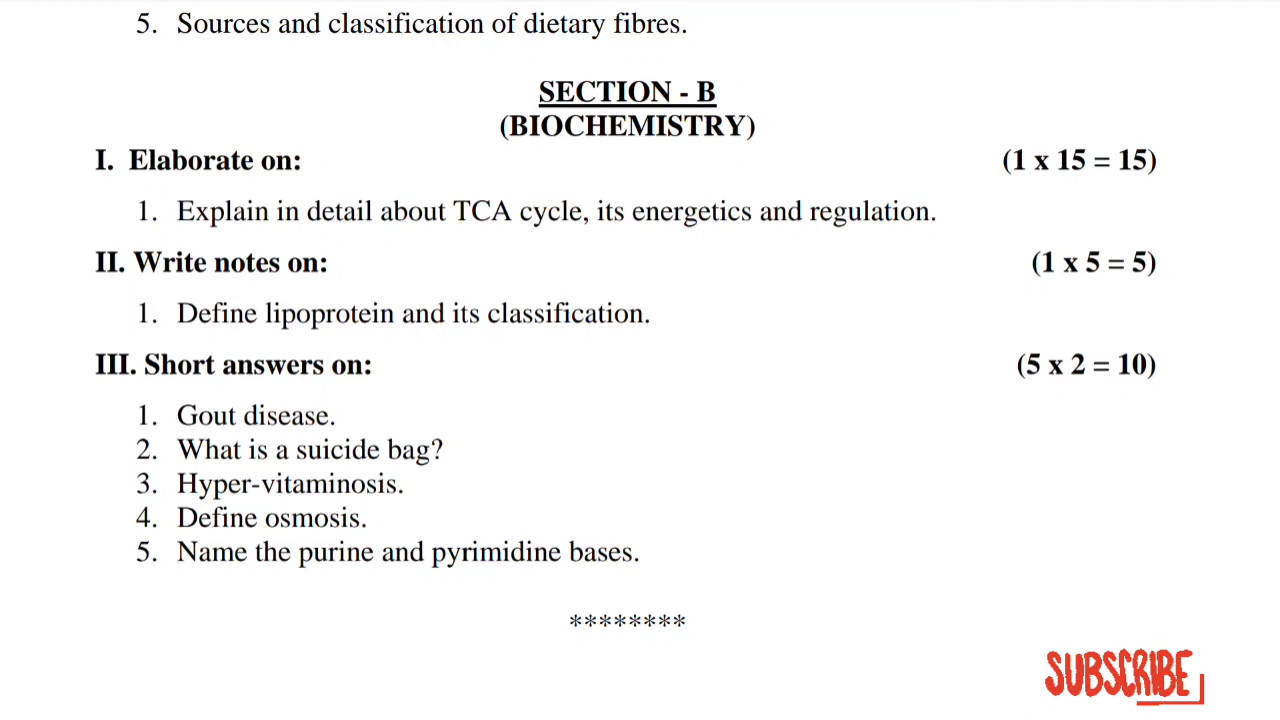 5. Sources and classification of dietary fibres.
SECTION - B
(BIOCHEMISTRY)
I. Elaborate on: (1 x 15 = 15)
1. Explain in detail about TCA cycle, its energetics and regulation.
II. Write notes on: (1 x 5 = 5)
1. Define lipoprotein and its classification.
III. Short answers on: (5 x 2 = 10)
1. Gout disease.
2. What is a suicide bag?
3. Hyper-vitaminosis.
4. Define osmosis.
5. Name the purine and pyrimidine bases.
********
SUBSCRIBE